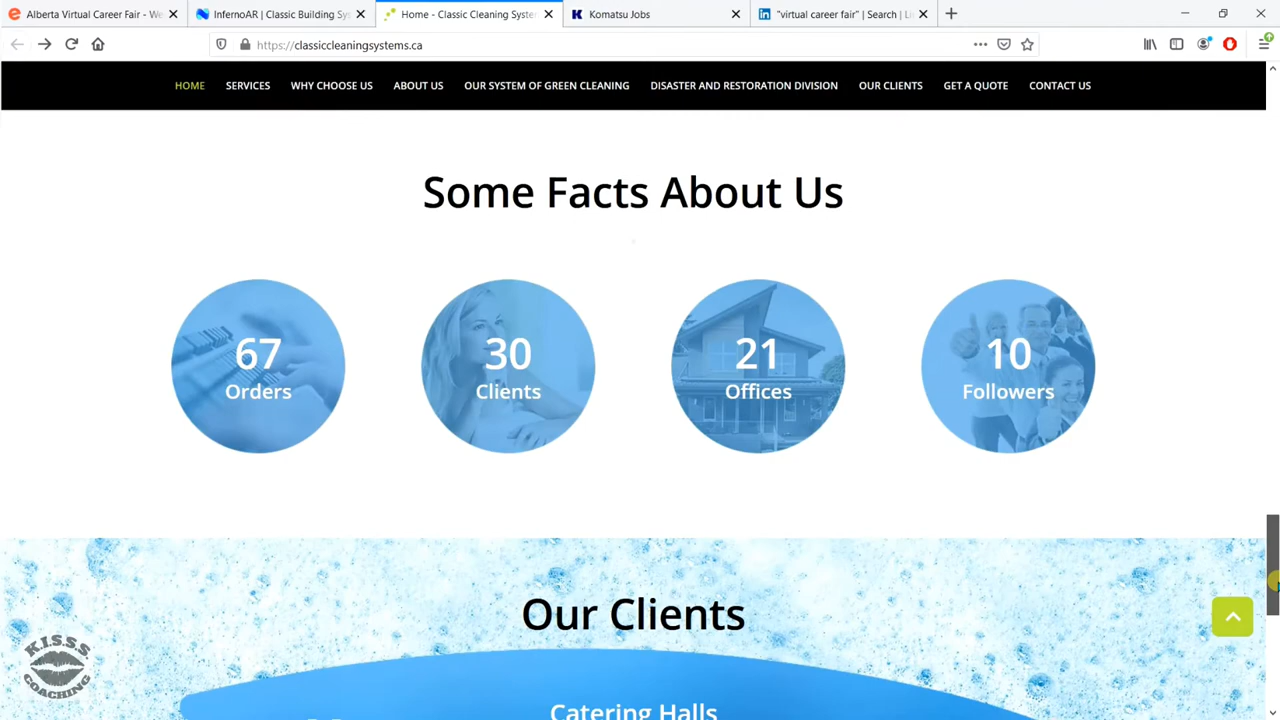 Alberta Virtual Career Fair - We
InfernoAR | Classic Building Sys
Home - Classic Cleaning System
Komatsu Jobs
"virtual career fair" | Search | Li
https://classiccleaningsystems.ca
HOME
SERVICES
WHY CHOOSE US
ABOUT US
OUR SYSTEM OF GREEN CLEANING
DISASTER AND RESTORATION DIVISION
OUR CLIENTS
GET A QUOTE
CONTACT US
Some Facts About Us
67
Orders
30
Clients
21
Offices
10
Followers
Our Clients
Catering Halls
K.I.S.S.S
COACHING